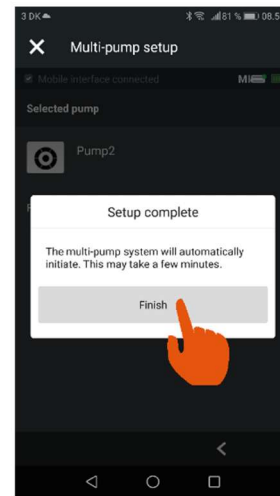 3 DK 81 % 08.5
Multi-pump setup
Mobile interface connected
Selected pump
Pump2
Setup complete
The multi-pump system will automatically
initiate. This may take a few minutes.
Finish